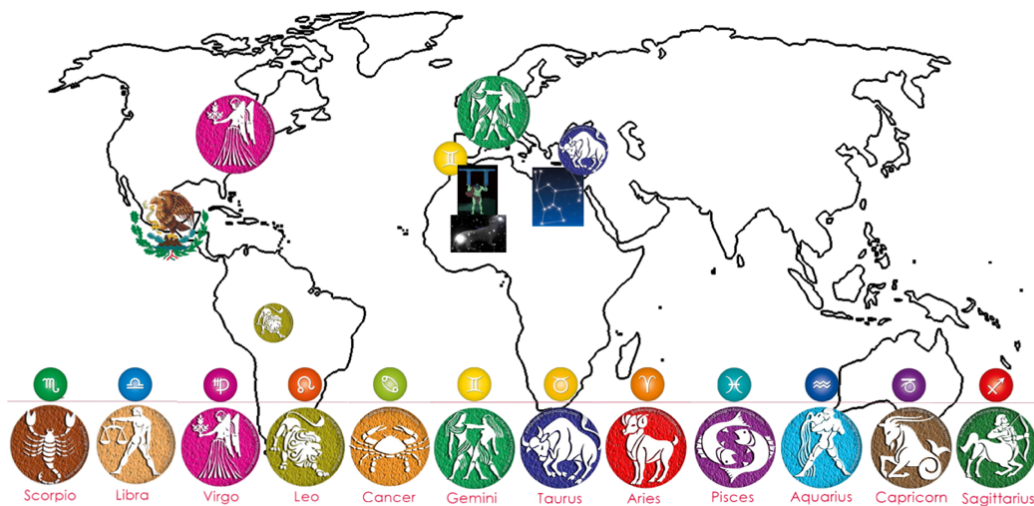 ♏ ♎ ♍ ♌ ♋ ♊ ♉ ♈ ♓ ♒ ♑ ♐
Scorpio Libra Virgo Leo Cancer Gemini Taurus Aries Pisces Aquarius Capricorn Sagittarius